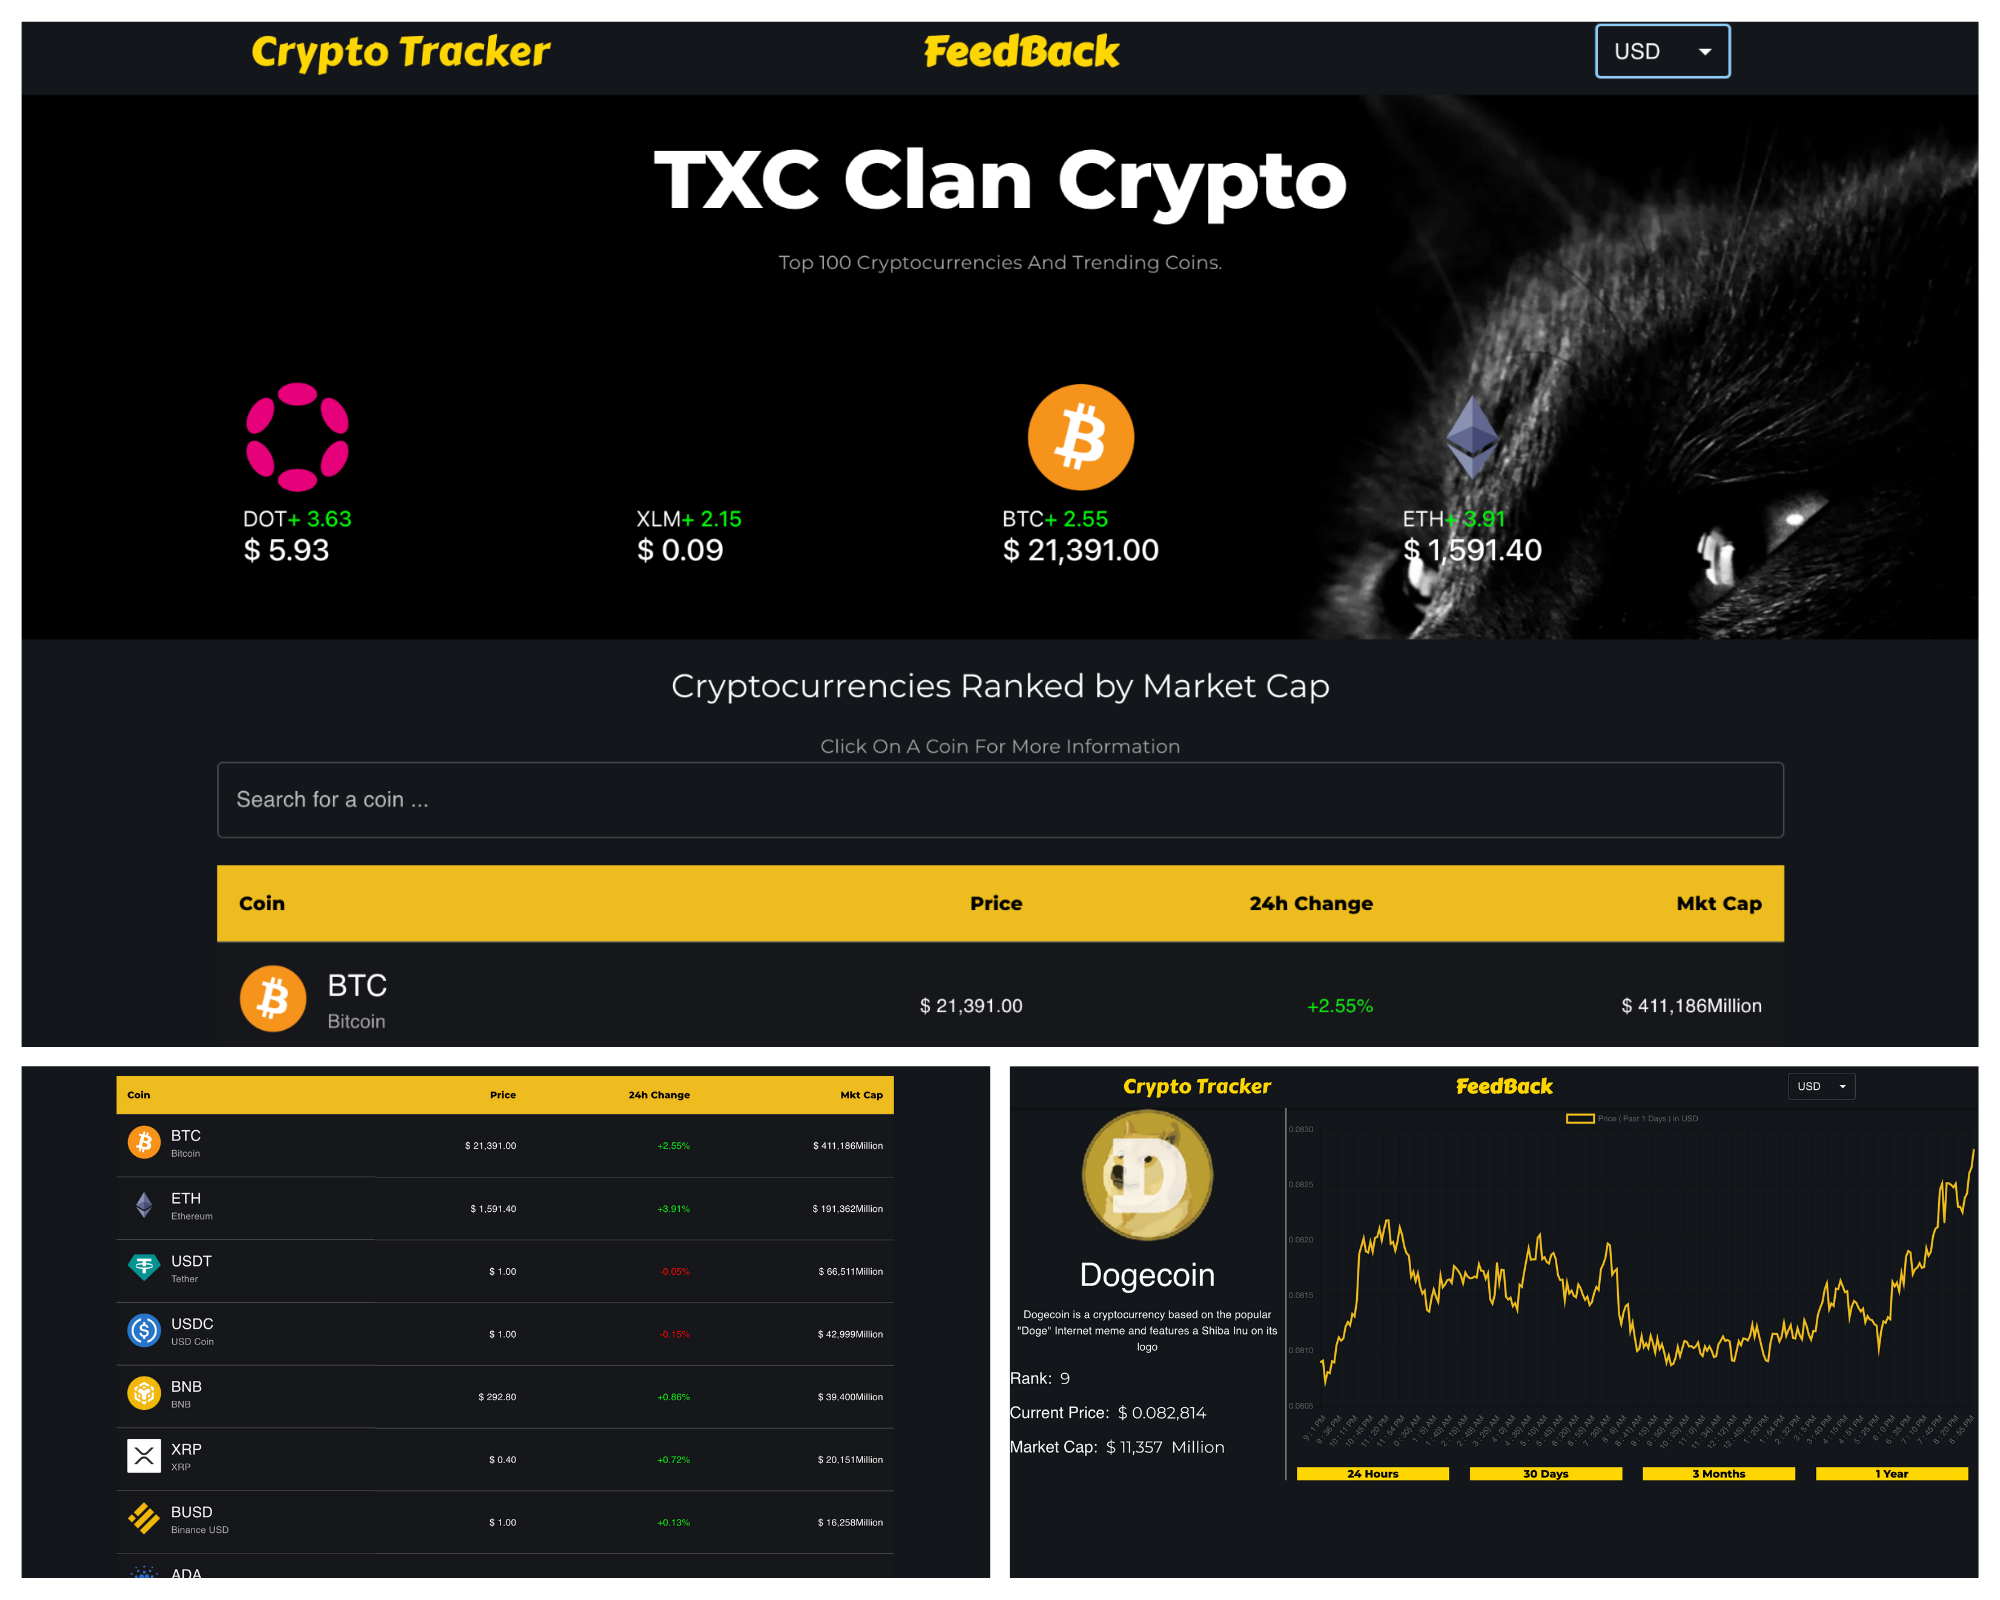 Crypto Tracker FeedBack USD
TXC Clan Crypto
Top 100 Cryptocurrencies And Trending Coins.
DOT+ 3.63 XLM+ 2.15 BTC+ 2.55 ETH+ 3.91
$ 5.93 $ 0.09 $ 21,391.00 $ 1,591.40
Cryptocurrencies Ranked by Market Cap
Click On A Coin For More Information
Search for a coin ...
Coin Price 24h Change Mkt Cap
BTC
Bitcoin
$ 21,391.00 +2.55% $ 411,186Million
Coin Price 24h Change Mkt Cap
BTC
Bitcoin
$ 21,391.00 +2.55% $ 411,186Million
ETH
Ethereum
$ 1,591.40 +3.91% $ 191,362Million
USDT
Tether
$ 1.00 -0.05% $ 66,511Million
USDC
USD Coin
$ 1.00 -0.15% $ 42,999Million
BNB
BNB
$ 292.80 +0.86% $ 39,400Million
XRP
XRP
$ 0.40 +0.72% $ 20,151Million
BUSD
Binance USD
$ 1.00 +0.13% $ 16,258Million
ADA
Crypto Tracker FeedBack USD
Dogecoin
Dogecoin is a cryptocurrency based on the popular
"Doge" Internet meme and features a Shiba Inu on its
logo
Rank: 9
Current Price: $ 0.082,814
Market Cap: $ 11,357 Million
Price ( Past 1 Days ) in USD
0.0830
0.0825
0.0820
0.0815
0.0810
0.0805
24 Hours 30 Days 3 Months 1 Year